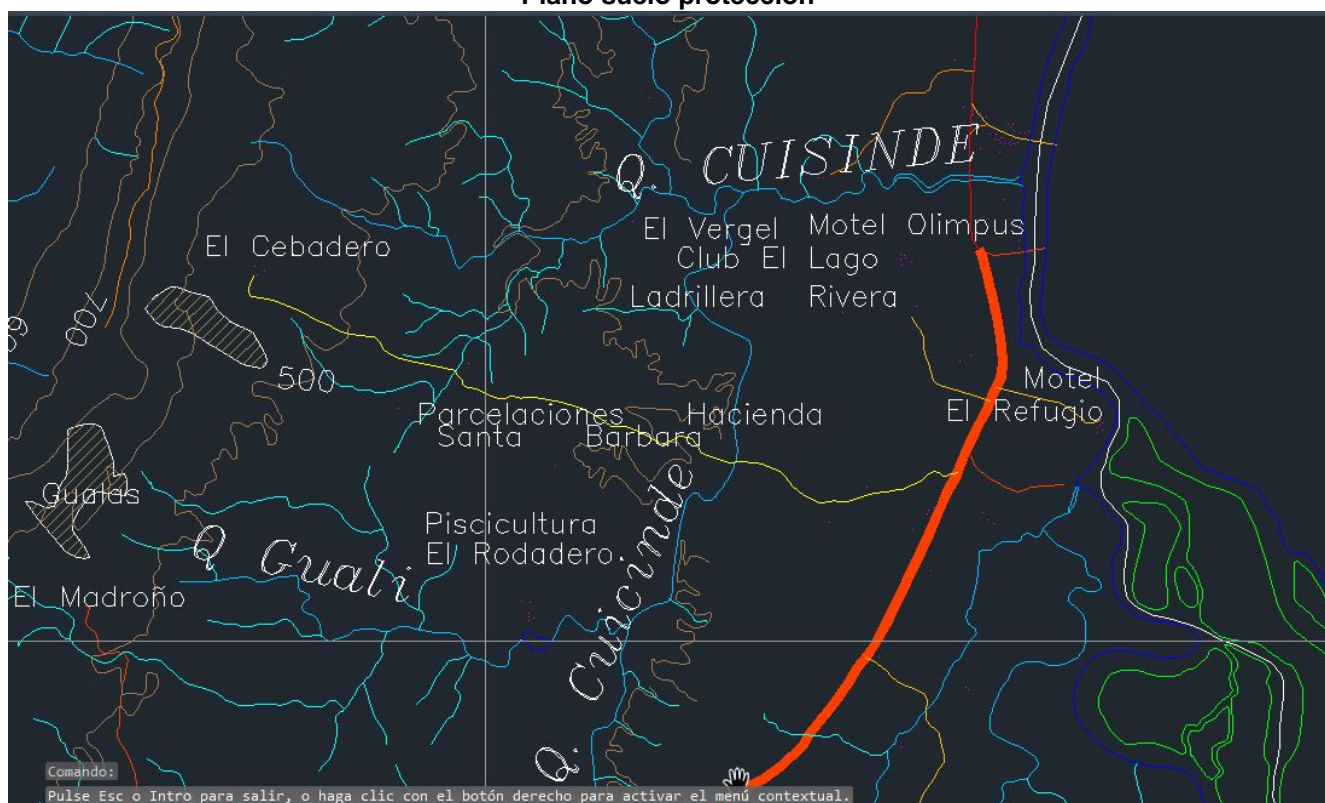 Plano suelo protección
Q. CUISINDE
El Vergel Motel Olimpus
Club El Lago
El Cebadero
Ladrillera Rivera
700
500
Motel
El Refugio
Parcelaciones Hacienda
Santa Barbara
Gualas
Piscicultura
El Rodadero
Q Guali
Q. Cuicinde
El Madroño
Comando:
Pulse Esc o Intro para salir, o haga clic con el botón derecho para activar el menú contextual.